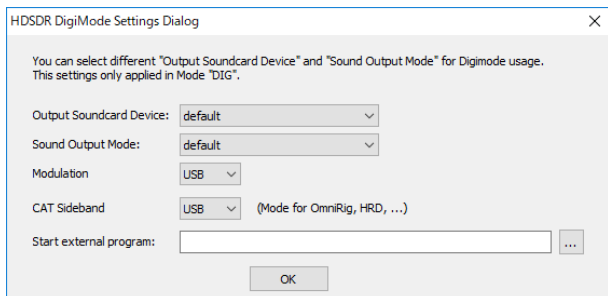 HDSDR DigiMode Settings Dialog
You can select different "Output Soundcard Device" and "Sound Output Mode" for Digimode usage.
This settings only applied in Mode "DIG".
Output Soundcard Device: default
Sound Output Mode: default
Modulation USB
CAT Sideband USB (Mode for OmniRig, HRD, ...)
Start external program: ...
OK